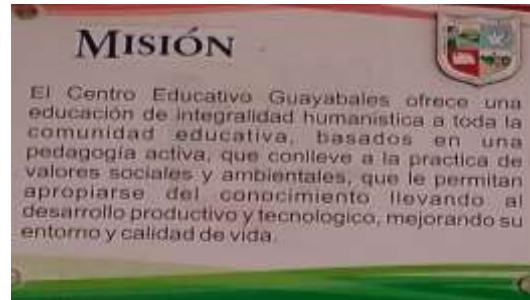 MISIÓN
El Centro Educativo Guayabales ofrece una
educación de integralidad humanistica a toda la
comunidad educativa, basados en una
pedagogía activa, que conlleve a la practica de
valores sociales y ambientales, que le permitan
apropiarse del conocimiento llevando al
desarrollo productivo y tecnologico, mejorando su
entorno y calidad de vida.